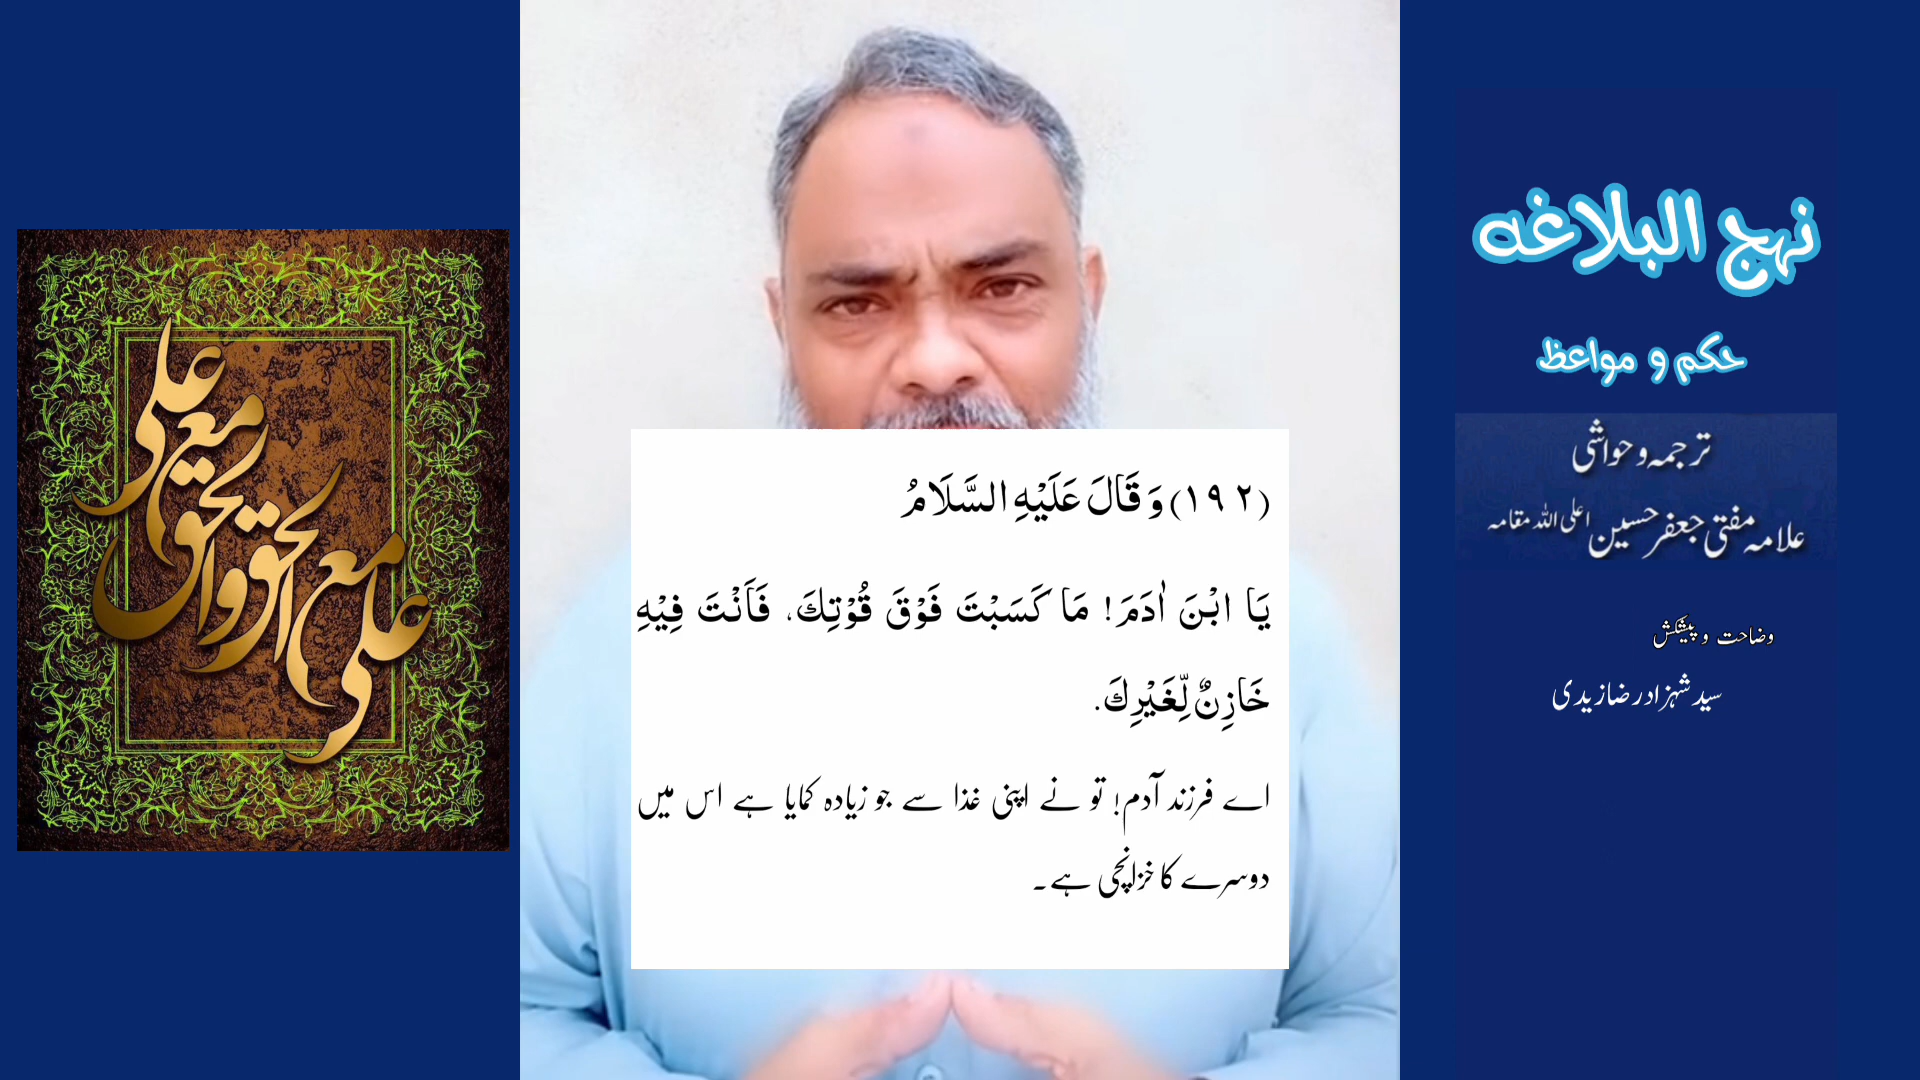 نہج البلاغہ
حکم و مواعظ
ترجمہ و حواشی
علامہ مفتی جعفر حسین اعلی اللہ مقامہ
وضاحت و پیشکش
سید شہزاد رضا زیدی
(۱۹۲) وَ قَالَ عَلَیْهِ السَّلَامُ
یَا ابْنَ اٰدَمَ! مَا كَسَبْتَ فَوْقَ قُوْتِكَ، فَاَنْتَ فِیْهِ
خَازِنٌ لِّغَیْرِكَ.
اے فرزند آدم! تو نے اپنی غذا سے جو زیادہ کمایا ہے اس میں
دوسرے کا خزانچی ہے۔
علی مع الحق والحق مع علی